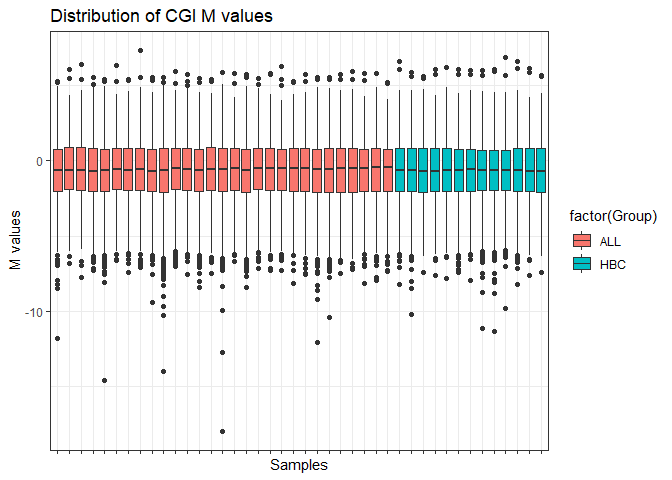 Distribution of CGI M values
0
-10
M values
Samples
factor(Group)
ALL
HBC